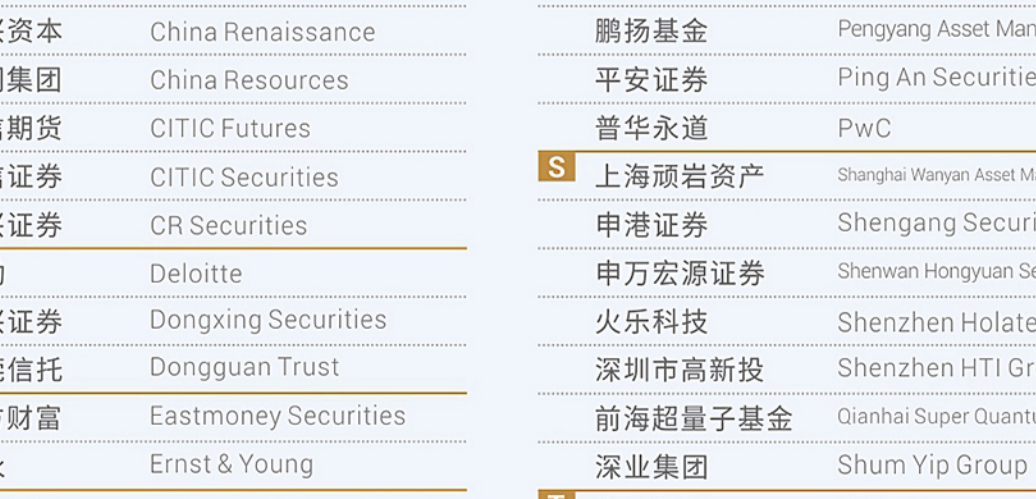 资本 China Renaissance
集团 China Resources
期货 CITIC Futures
证券 CITIC Securities
证券 CR Securities
Deloitte
证券 Dongxing Securities
信托 Dongguan Trust
财富 Eastmoney Securities
Ernst & Young
鹏扬基金 Pengyang Asset Man
平安证券 Ping An Securitie
普华永道 PwC
S 上海顽岩资产 Shanghai Wanyan Asset Ma
申港证券 Shengang Securi
申万宏源证券 Shenwan Hongyuan Se
火乐科技 Shenzhen Holate
深圳市高新投 Shenzhen HTI Gr
前海超量子基金 Qianhai Super Quantu
深业集团 Shum Yip Group